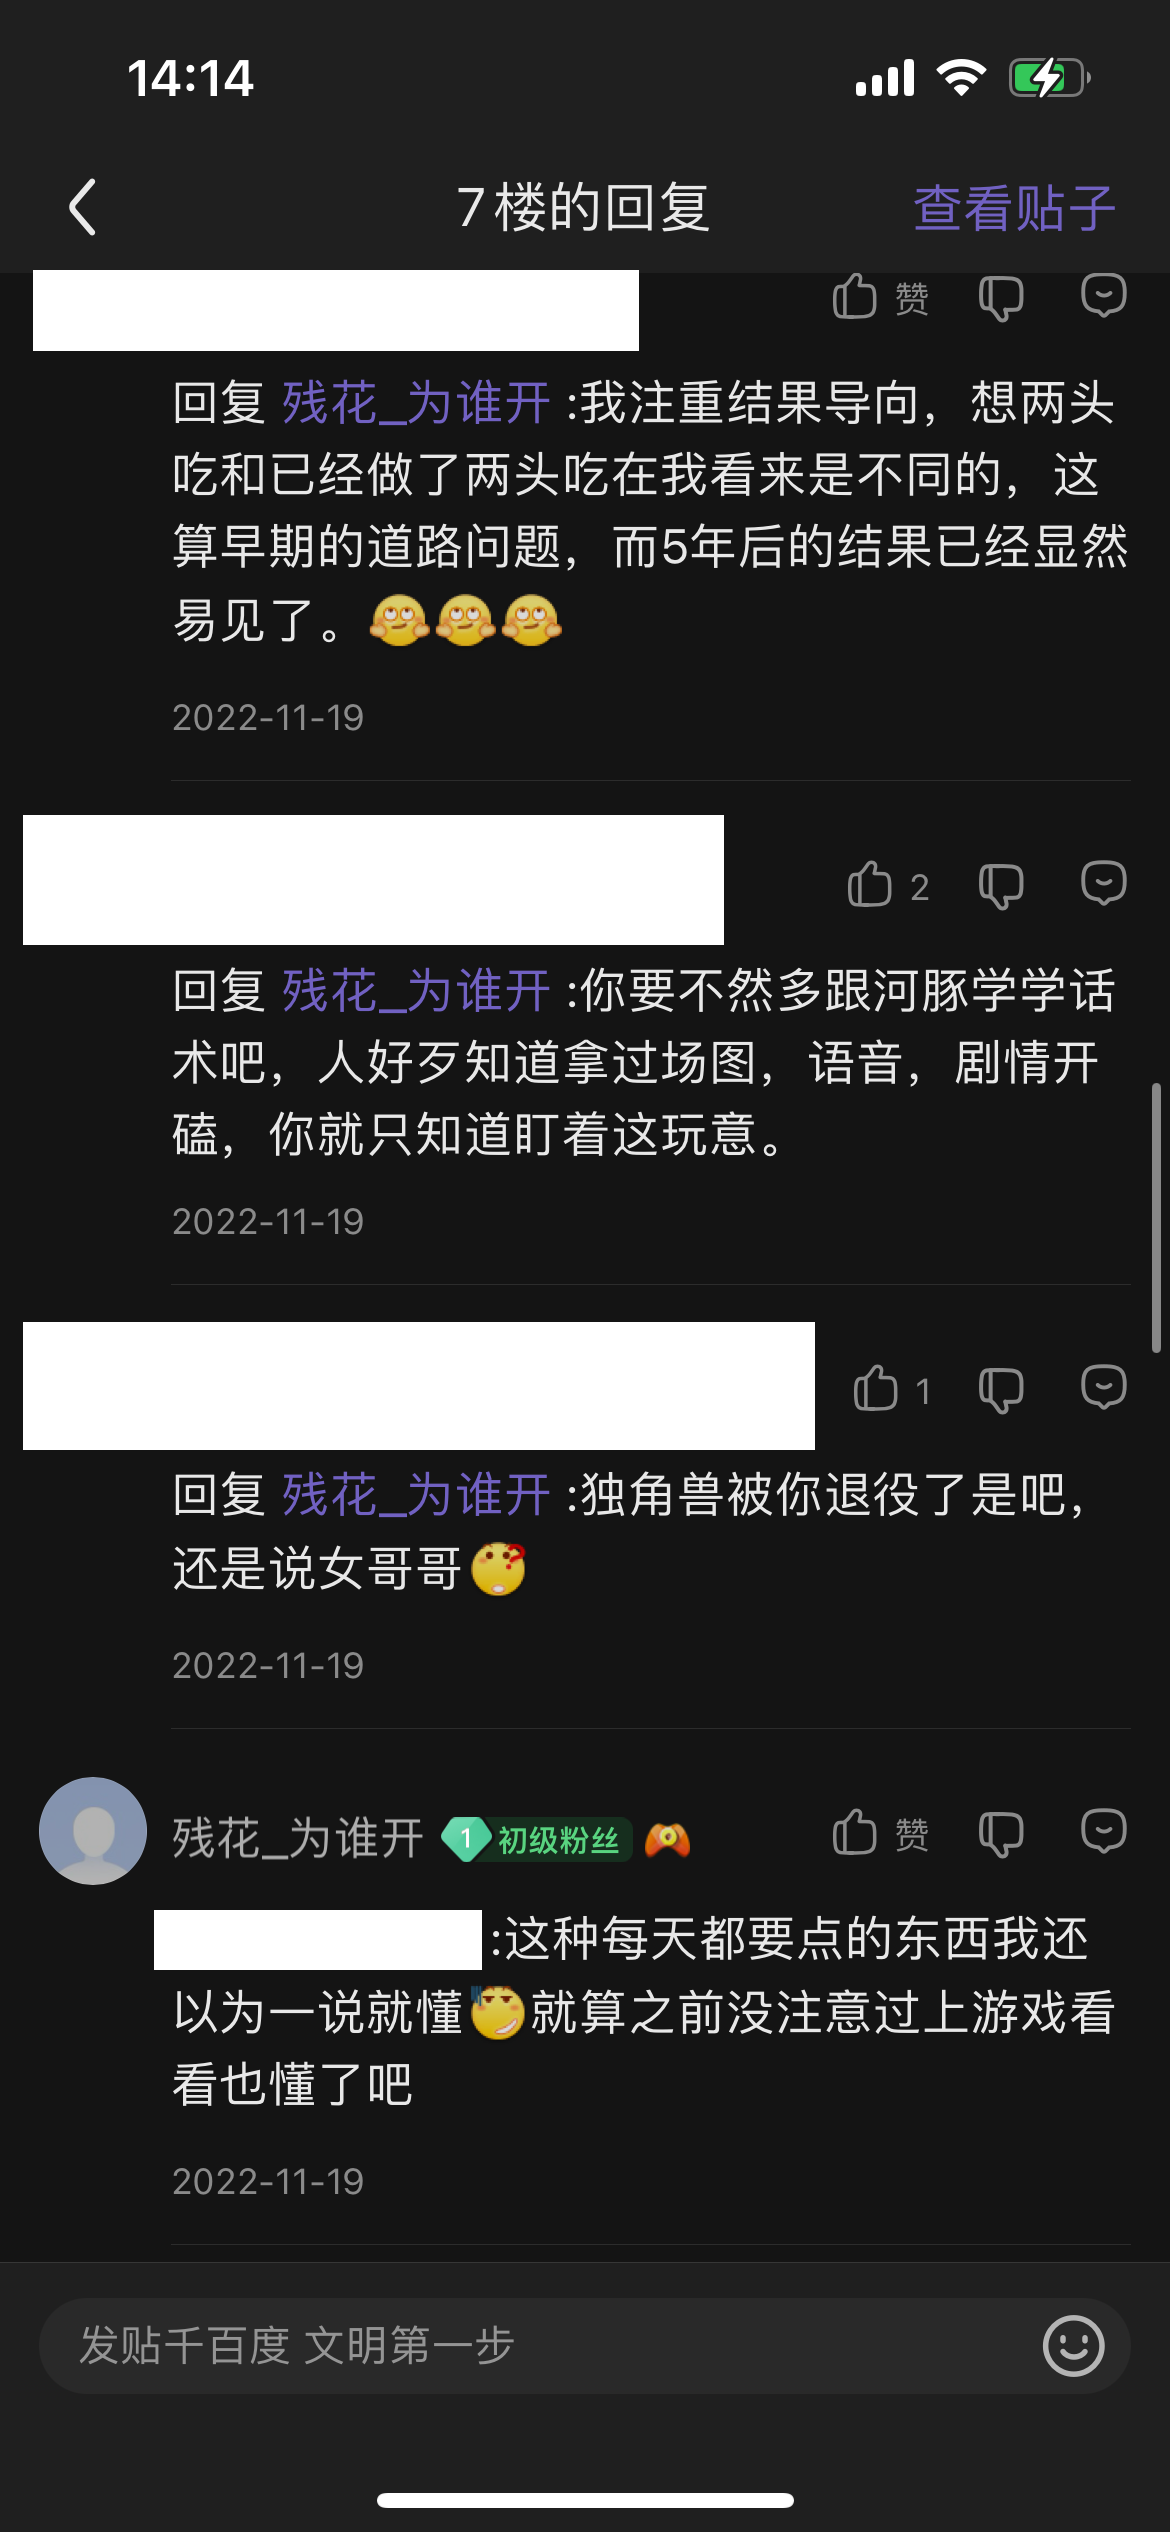 14:14
7楼的回复
查看贴子
赞
回复 残花_为谁开 :我注重结果导向，想两头
吃和已经做了两头吃在我看来是不同的，这
算早期的道路问题，而5年后的结果已经显然
易见了。
2022-11-19
2
回复 残花_为谁开 :你要不然多跟河豚学学话
术吧，人好歹知道拿过场图，语音，剧情开
磕，你就只知道盯着这玩意。
2022-11-19
1
回复 残花_为谁开 :独角兽被你退役了是吧，
还是说女哥哥
2022-11-19
残花_为谁开 1 初级粉丝
赞
:这种每天都要点的东西我还
以为一说就懂就算之前没注意过上游戏看
看也懂了吧
2022-11-19
发贴千百度 文明第一步